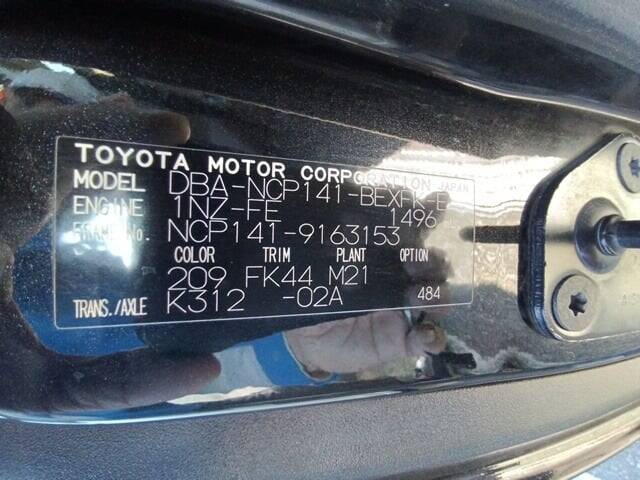 TOYOTA MOTOR CORPORATION JAPAN
MODEL DBA-NCP141-BEXFK-E
ENGINE 1NZ-FE 1496
FRAME No. NCP141-9163153
COLOR TRIM PLANT OPTION
209 FK44 M21
TRANS./AXLE K312 -02A 484